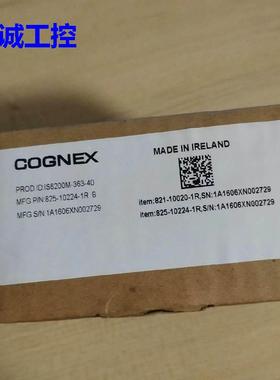 诚工控
COGNEX
MADE IN IRELAND
PROD ID:IS8200M-363-40
MFG P/N:825-10224-1R B
MFG S/N:1A1606XN002729
item:821-10020-1R,SN:1A1606XN002729
item:825-10224-1R,S/N:1A1606XN002729